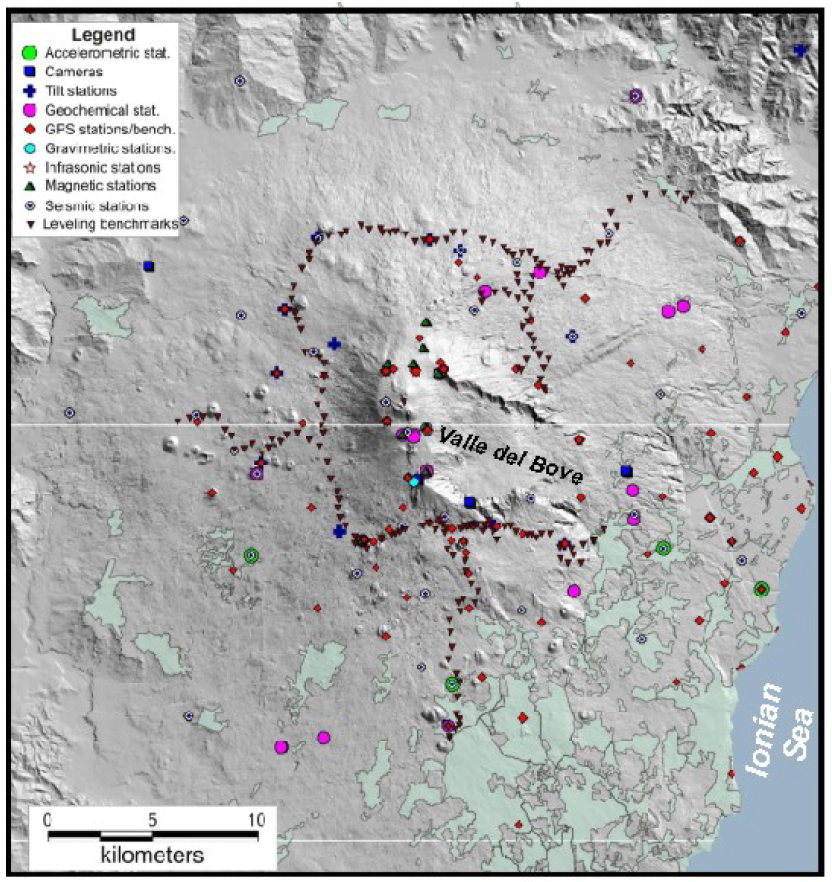 Legend
Accelerometric stat.
Cameras
Tilt stations
Geochemical stat.
GPS stations/bench.
Gravimetric stations.
Infrasonic stations
Magnetic stations
Seismic stations
Leveling benchmarks
Valle del Bove
Ionian
Sea
0 5 10
kilometers